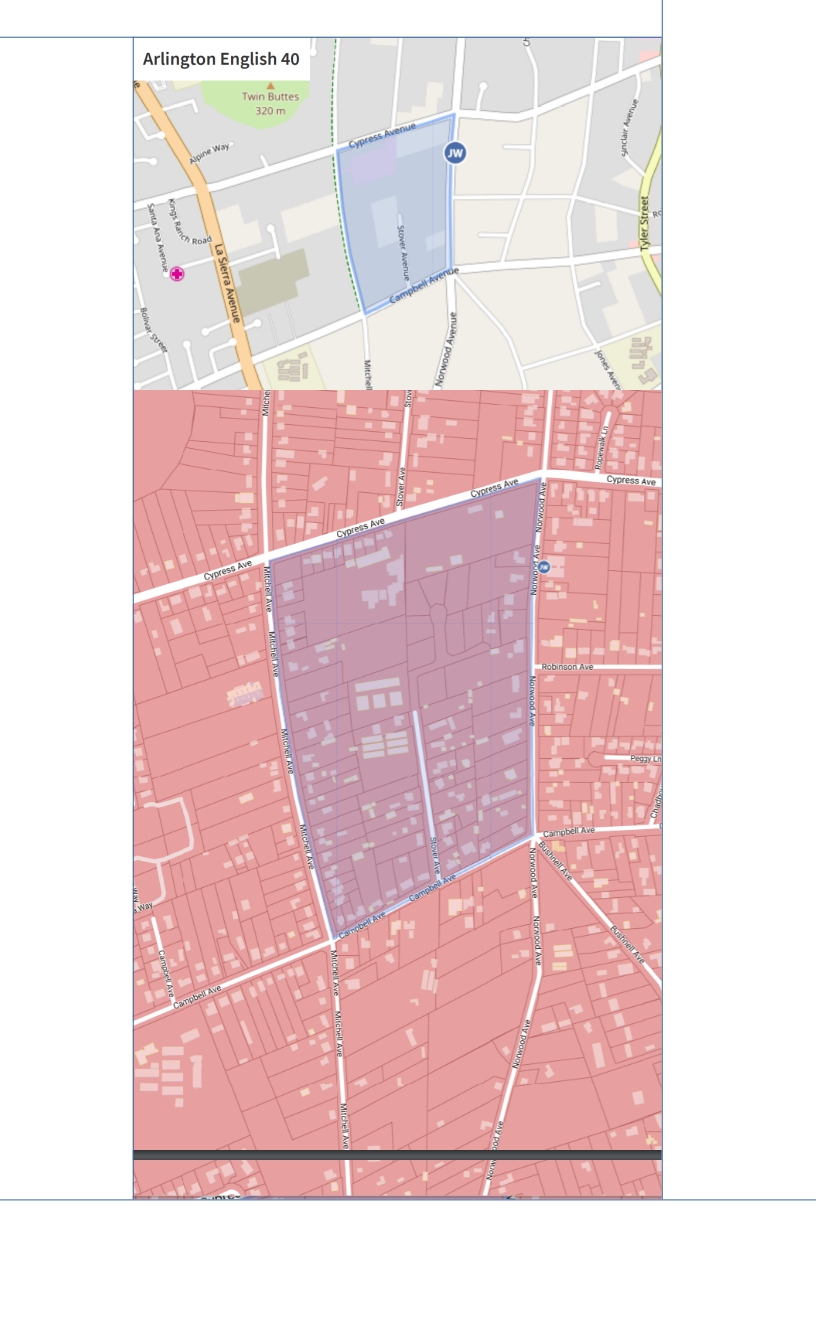 Arlington English 40
Twin Buttes
320 m
Cypress Avenue
JW
Alpine Way
Sinclair Avenue
Tyler Street
Kings Ranch Road
Santa Ana Avenue
La Sierra Avenue
Stover Avenue
Campbell Avenue
Bolivar Street
Norwood Avenue
Mitchell
Jones Aven
Stover Ave
Ropewalk Ln
Cypress Ave
Cypress Ave
Cypress Ave
Cypress Ave
Norwood Ave
Norwood Ave
JW
Mitchell Ave
Mitchell Ave
Robinson Ave
Norwood Ave
Mitchell Ave
Peggy Ln
Campbell Ave
Mitchell Ave
Stover Ave
Bushnell Ave
Norwood Ave
Campbell Ave
Way
Campbell Ave
Norwood Ave
Bushnell Ave
Mitchell Ave
Campbell Ave
Campbell Ave
Mitchell Ave
Norwood Ave
Mitchell Ave
Norwood Ave